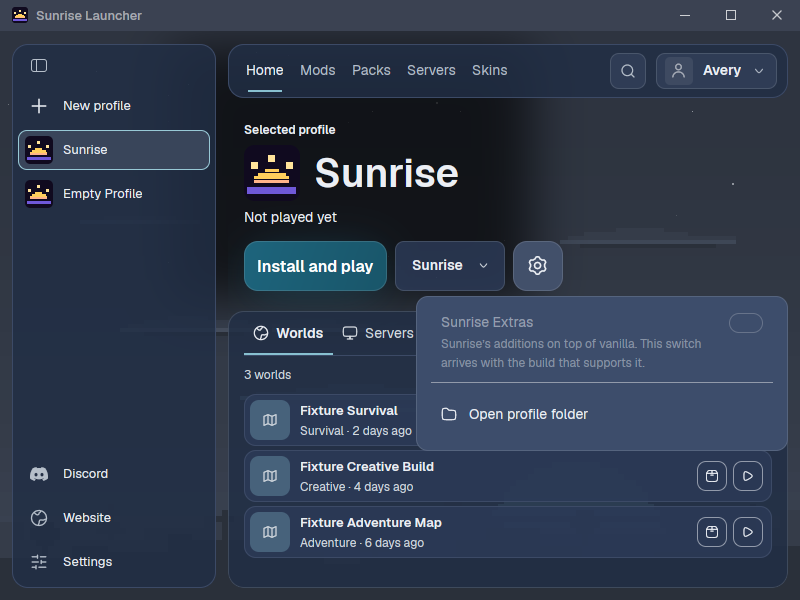 Sunrise Launcher
New profile
Sunrise
Empty Profile
Discord
Website
Settings
Home
Mods
Packs
Servers
Skins
Avery
Selected profile
Sunrise
Not played yet
Install and play
Sunrise
Sunrise Extras
Sunrise's additions on top of vanilla. This switch
arrives with the build that supports it.
Open profile folder
Worlds
Servers
3 worlds
Fixture Survival
Survival · 2 days ago
Fixture Creative Build
Creative · 4 days ago
Fixture Adventure Map
Adventure · 6 days ago